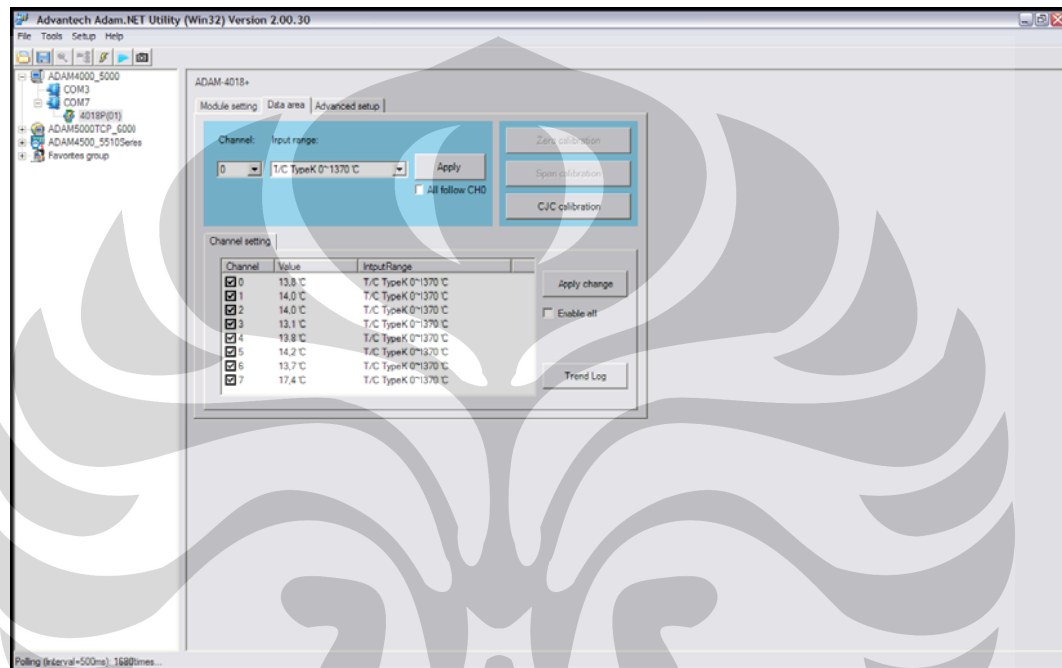 Advantech Adam.NET Utility (Win32) Version 2.00.30
File Tools Setup Help
ADAM4000_5000
COM3
COM7
4018P(01)
ADAM5000TCP_6000
ADAM4500_5510Series
Favorites group
ADAM-4018+
Module setting Data area Advanced setup
Channel: Input range:
0 T/C TypeK 0~1370 ℃ Apply
All follow CH0
Zero calibration
Span calibration
CJC calibration
Channel setting
Channel Value IntputRange
0 13,8 ℃ T/C TypeK 0~1370 ℃
1 14,0 ℃ T/C TypeK 0~1370 ℃
2 14,0 ℃ T/C TypeK 0~1370 ℃
3 13,1 ℃ T/C TypeK 0~1370 ℃
4 13,8 ℃ T/C TypeK 0~1370 ℃
5 14,2 ℃ T/C TypeK 0~1370 ℃
6 13,7 ℃ T/C TypeK 0~1370 ℃
7 17,4 ℃ T/C TypeK 0~1370 ℃
Apply change
Enable all
Trend Log
Polling (interval=500ms): 1680times...